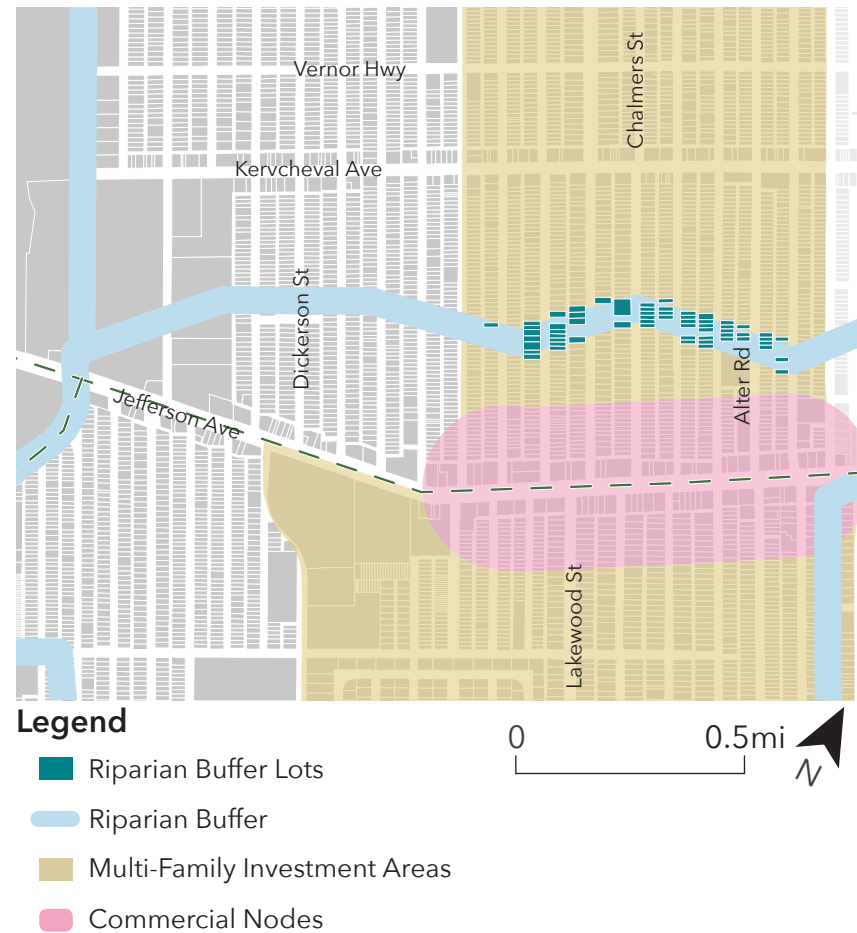 Vernor Hwy
Chalmers St
Kervcheval Ave
Dickerson St
Jefferson Ave
Alter Rd
Lakewood St
Legend
0 0.5mi
N
Riparian Buffer Lots
Riparian Buffer
Multi-Family Investment Areas
Commercial Nodes